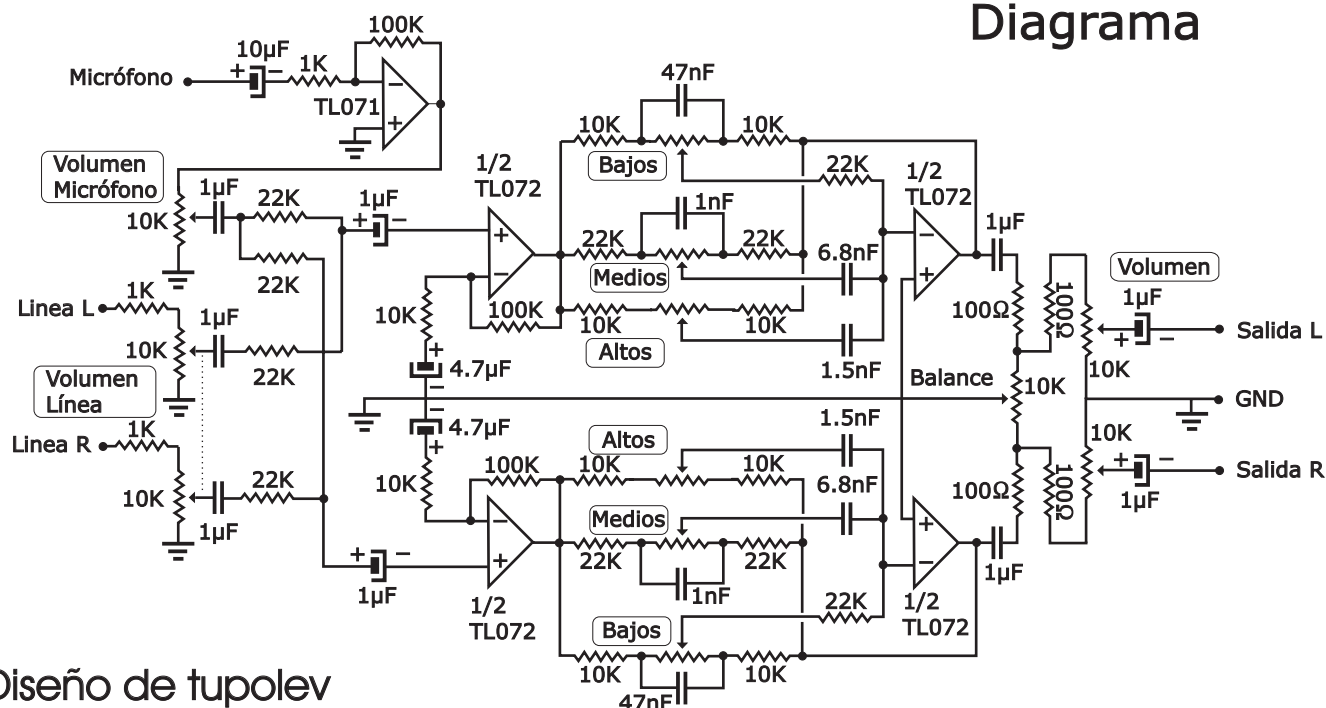 Diagrama
100K
10µF
+ −
1K
Micrófono
TL071
−
+
47nF
10K
10K
Bajos
22K
1/2
TL072
1/2
TL072
Volumen
Micrófono
1µF
22K
1µF
+ −
10K
22K
1nF
22K
22K
Medios
6.8nF
+
−
−
+
1µF
Volumen
1µF
+ −
Salida L
1K
Linea L
1µF
10K
100K
10K
10K
Altos
1.5nF
100Ω
100Ω
10K
22K
Volumen
Línea
+
4.7µF
−
Balance
10K
10K
GND
−
4.7µF
+
1.5nF
1K
Linea R
Altos
10K
+ −
Salida R
1µF
22K
10K
1µF
10K
100K
10K
10K
6.8nF
100Ω
100Ω
Medios
−
+
+
−
22K
22K
1nF
1µF
+ −
1µF
1/2
TL072
22K
1/2
TL072
Bajos
10K
10K
47nF
Diseño de tupolev